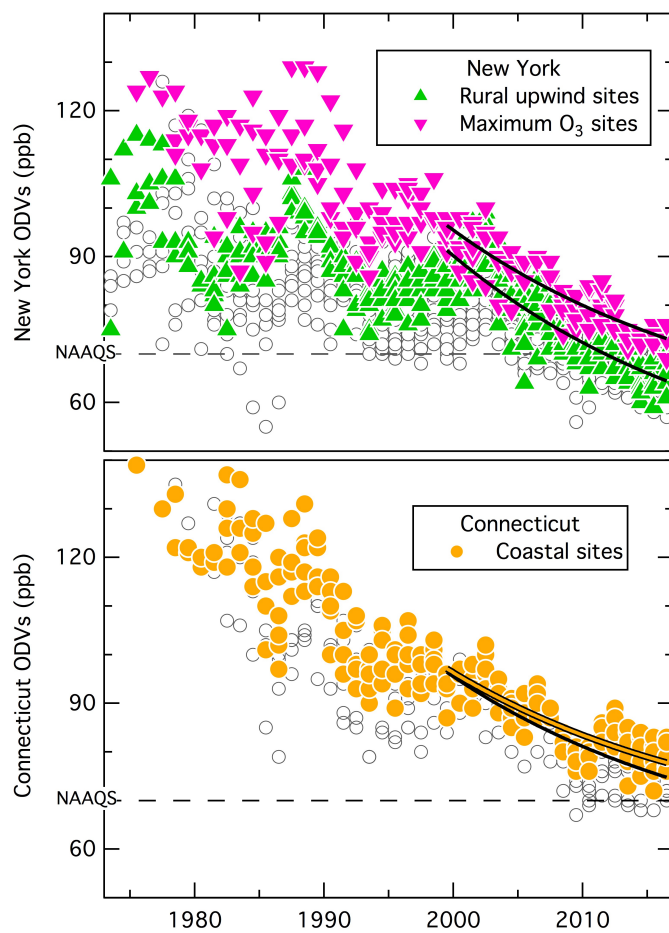 New York ODVs (ppb)
120
90
NAAQS
60
New York
Rural upwind sites
Maximum O3 sites
Connecticut ODVs (ppb)
120
90
NAAQS
60
Connecticut
Coastal sites
1980
1990
2000
2010